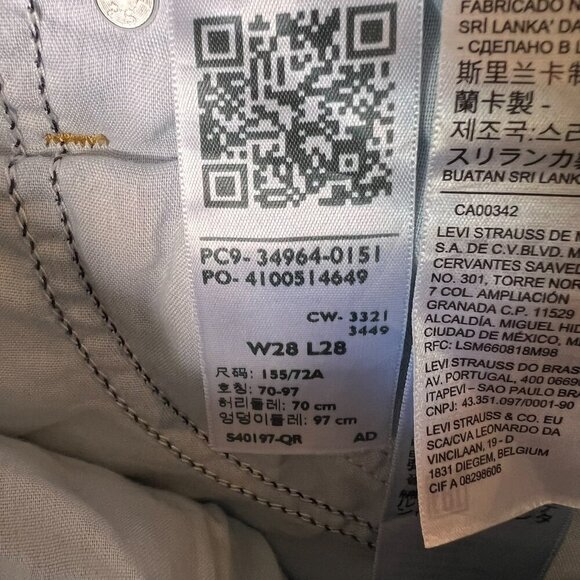 PC9- 34964-0151
PO- 4100514649
CW- 3321
3449
W28 L28
尺码: 155/72A
호칭: 70-97
허리둘레: 70 cm
엉덩이둘레: 97 cm
S40197-QR AD
FABRICADO
SRÍ LANKA' DA
- СДЕЛАНО В
斯里兰卡制
蘭卡製 -
제조국:스리
スリランカ
BUATAN SRI LANK
CA00342
LEVI STRAUSS DE M
S.A. DE C.V.BLVD. M
CERVANTES SAAVED
NO. 301, TORRE NOR
7 COL. AMPLIACIÓN
GRANADA C.P. 11529
ALCALDÍA. MIGUEL HID
CIUDAD DE MÉXICO, M
RFC: LSM660818M98
LEVI STRAUSS DO BRAS
AV. PORTUGAL, 400 0669
ITAPEVI - SAO PAULO BRA
CNPJ: 43.351.097/0001-90
LEVI STRAUSS & CO. EU
SCA/CVA LEONARDO DA
VINCILAAN, 19 - D
1831 DIEGEM, BELGIUM
CIF A 08298606